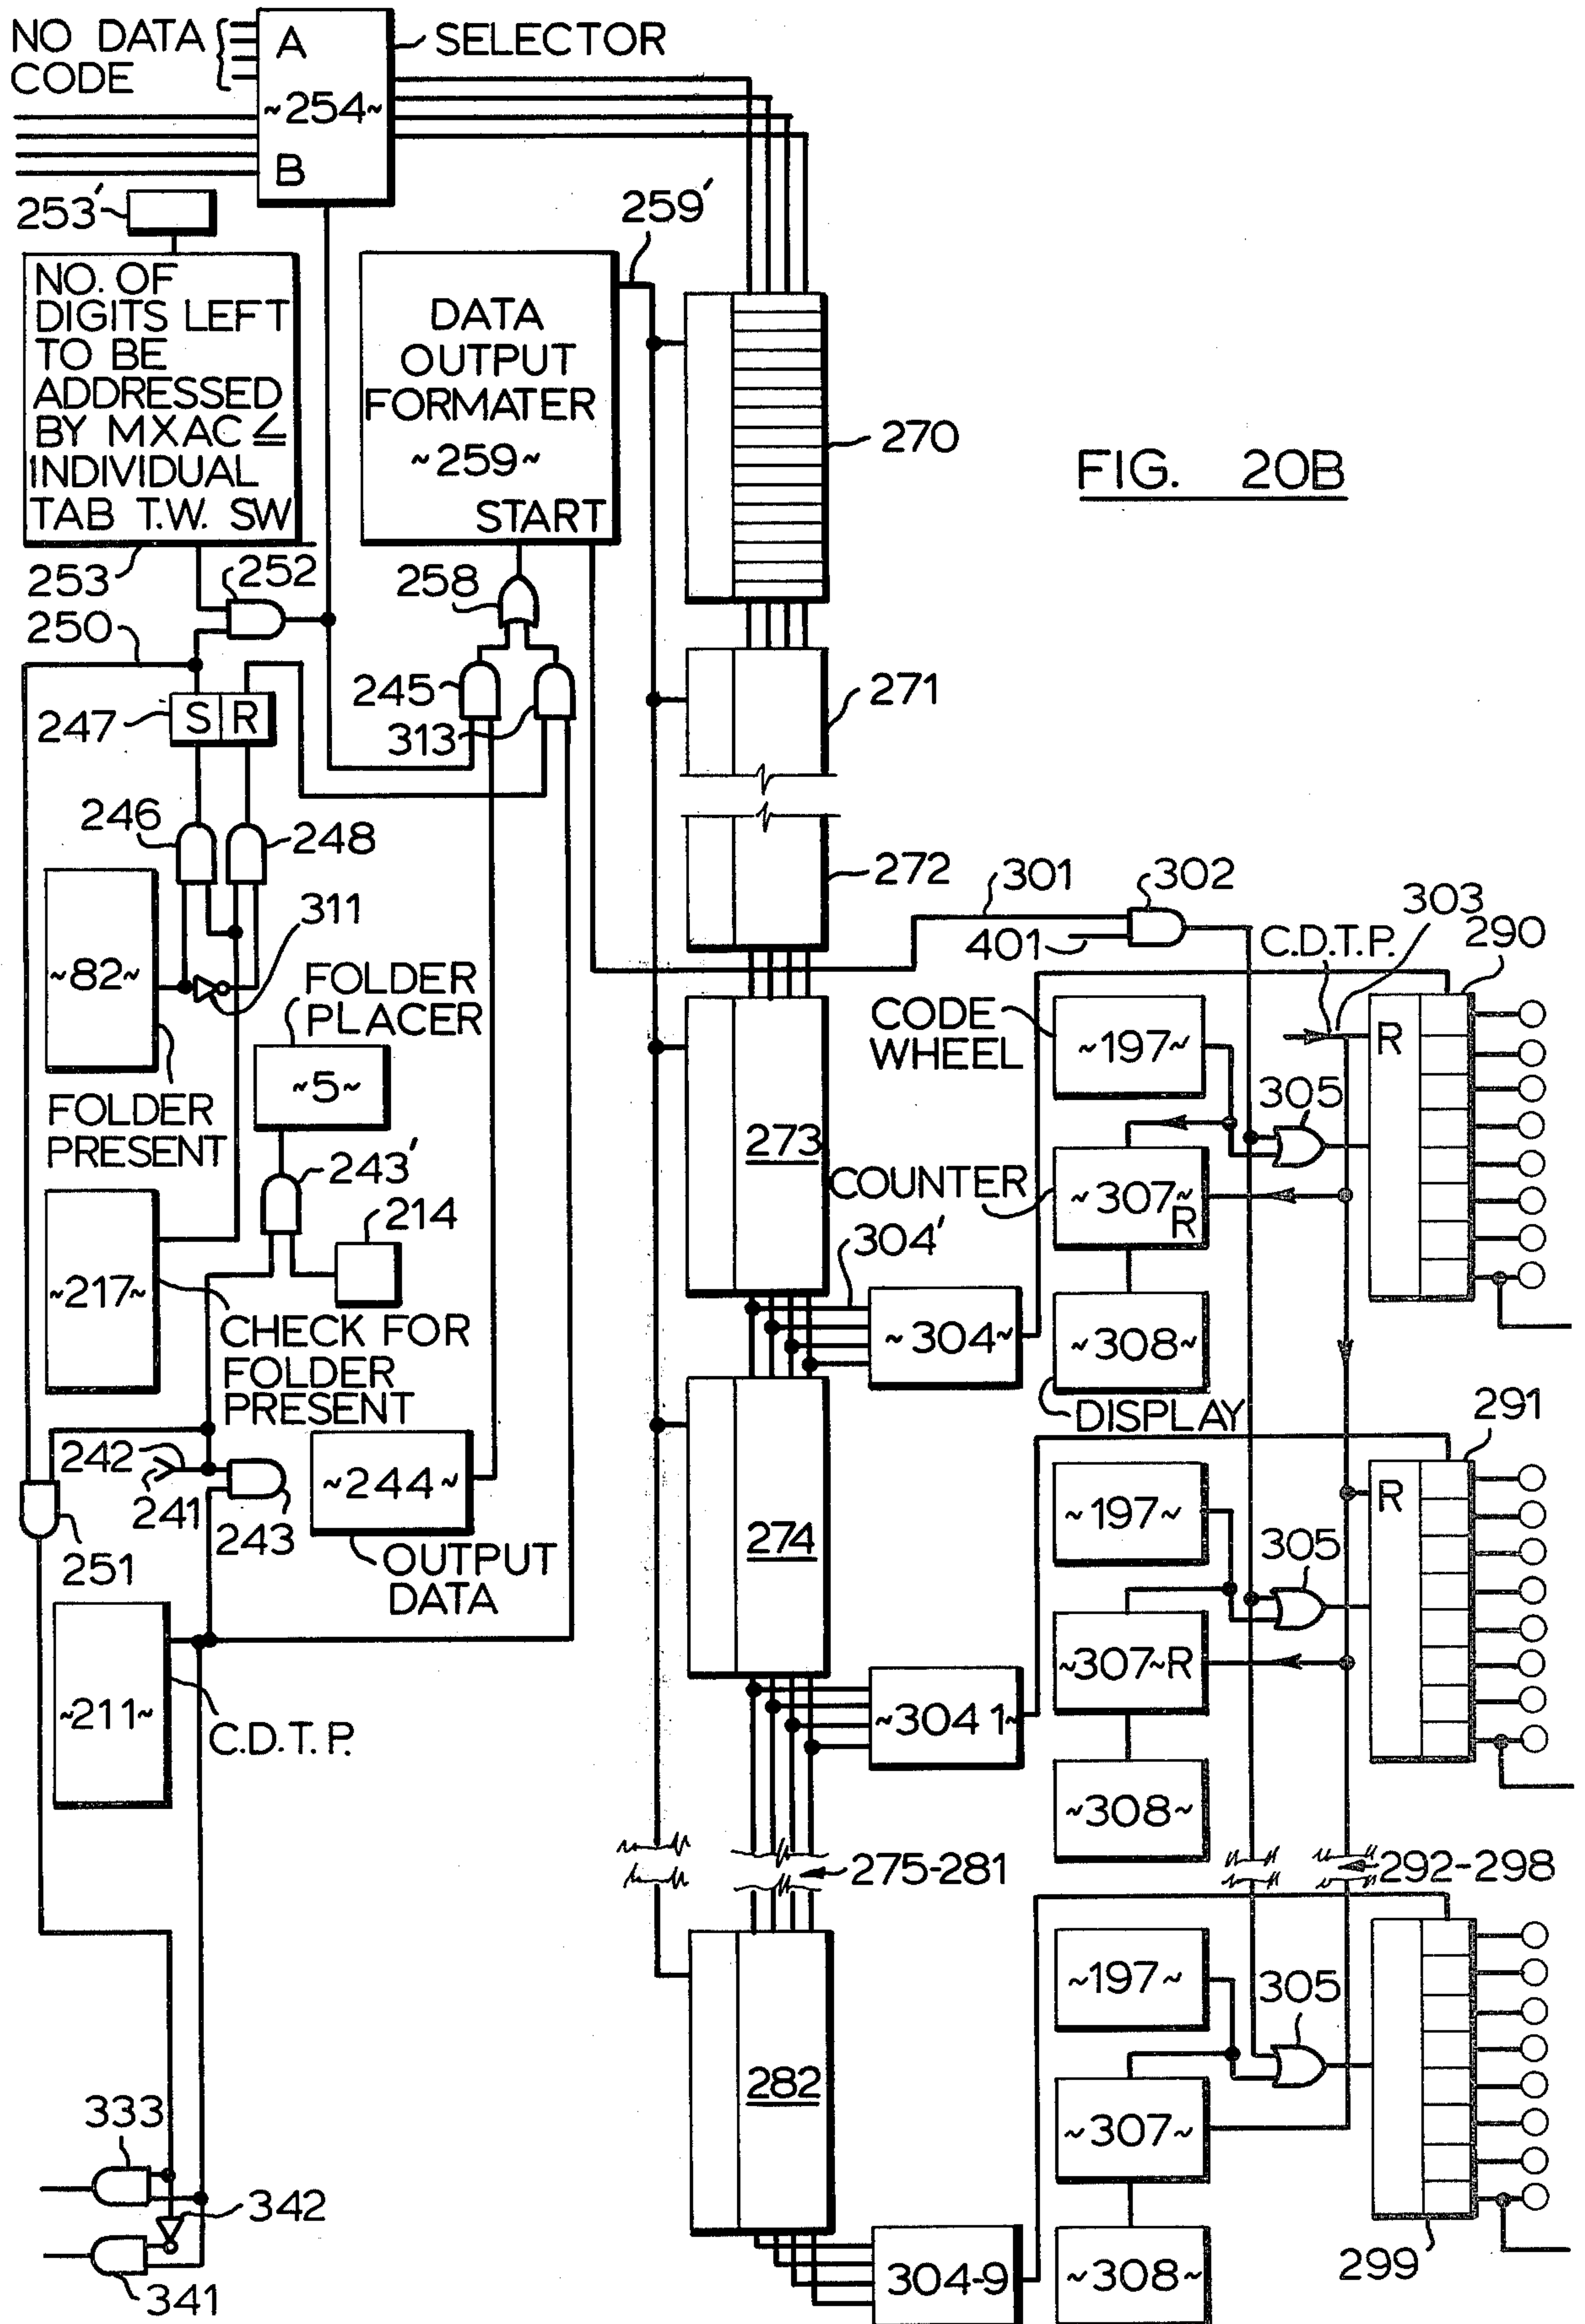 NO DATA
CODE
A
~254~
B
SELECTOR
253'
NO. OF
DIGITS LEFT
TO BE
ADDRESSED
BY MXAC ≤
INDIVIDUAL
TAB T.W. SW
253
252
250
259'
DATA
OUTPUT
FORMATER
~259~
START
258
270
FIG. 20B
245
313
271
247
S
R
246
248
272
~82~
311
FOLDER
PRESENT
FOLDER
PLACER
~5~
243'
214
~217~
CHECK FOR
FOLDER
PRESENT
242
241
243
251
~244~
OUTPUT
DATA
~211~
C.D.T.P.
301
302
401
303
C.D.T.P.
290
R
CODE
WHEEL
~197~
305
273
COUNTER
~307~
R
304'
~304~
~308~
DISPLAY
291
R
274
~197~
305
~307~R
~304 1~
~308~
275-281
292-298
282
~197~
305
~307~
304-9
~308~
299
333
342
341